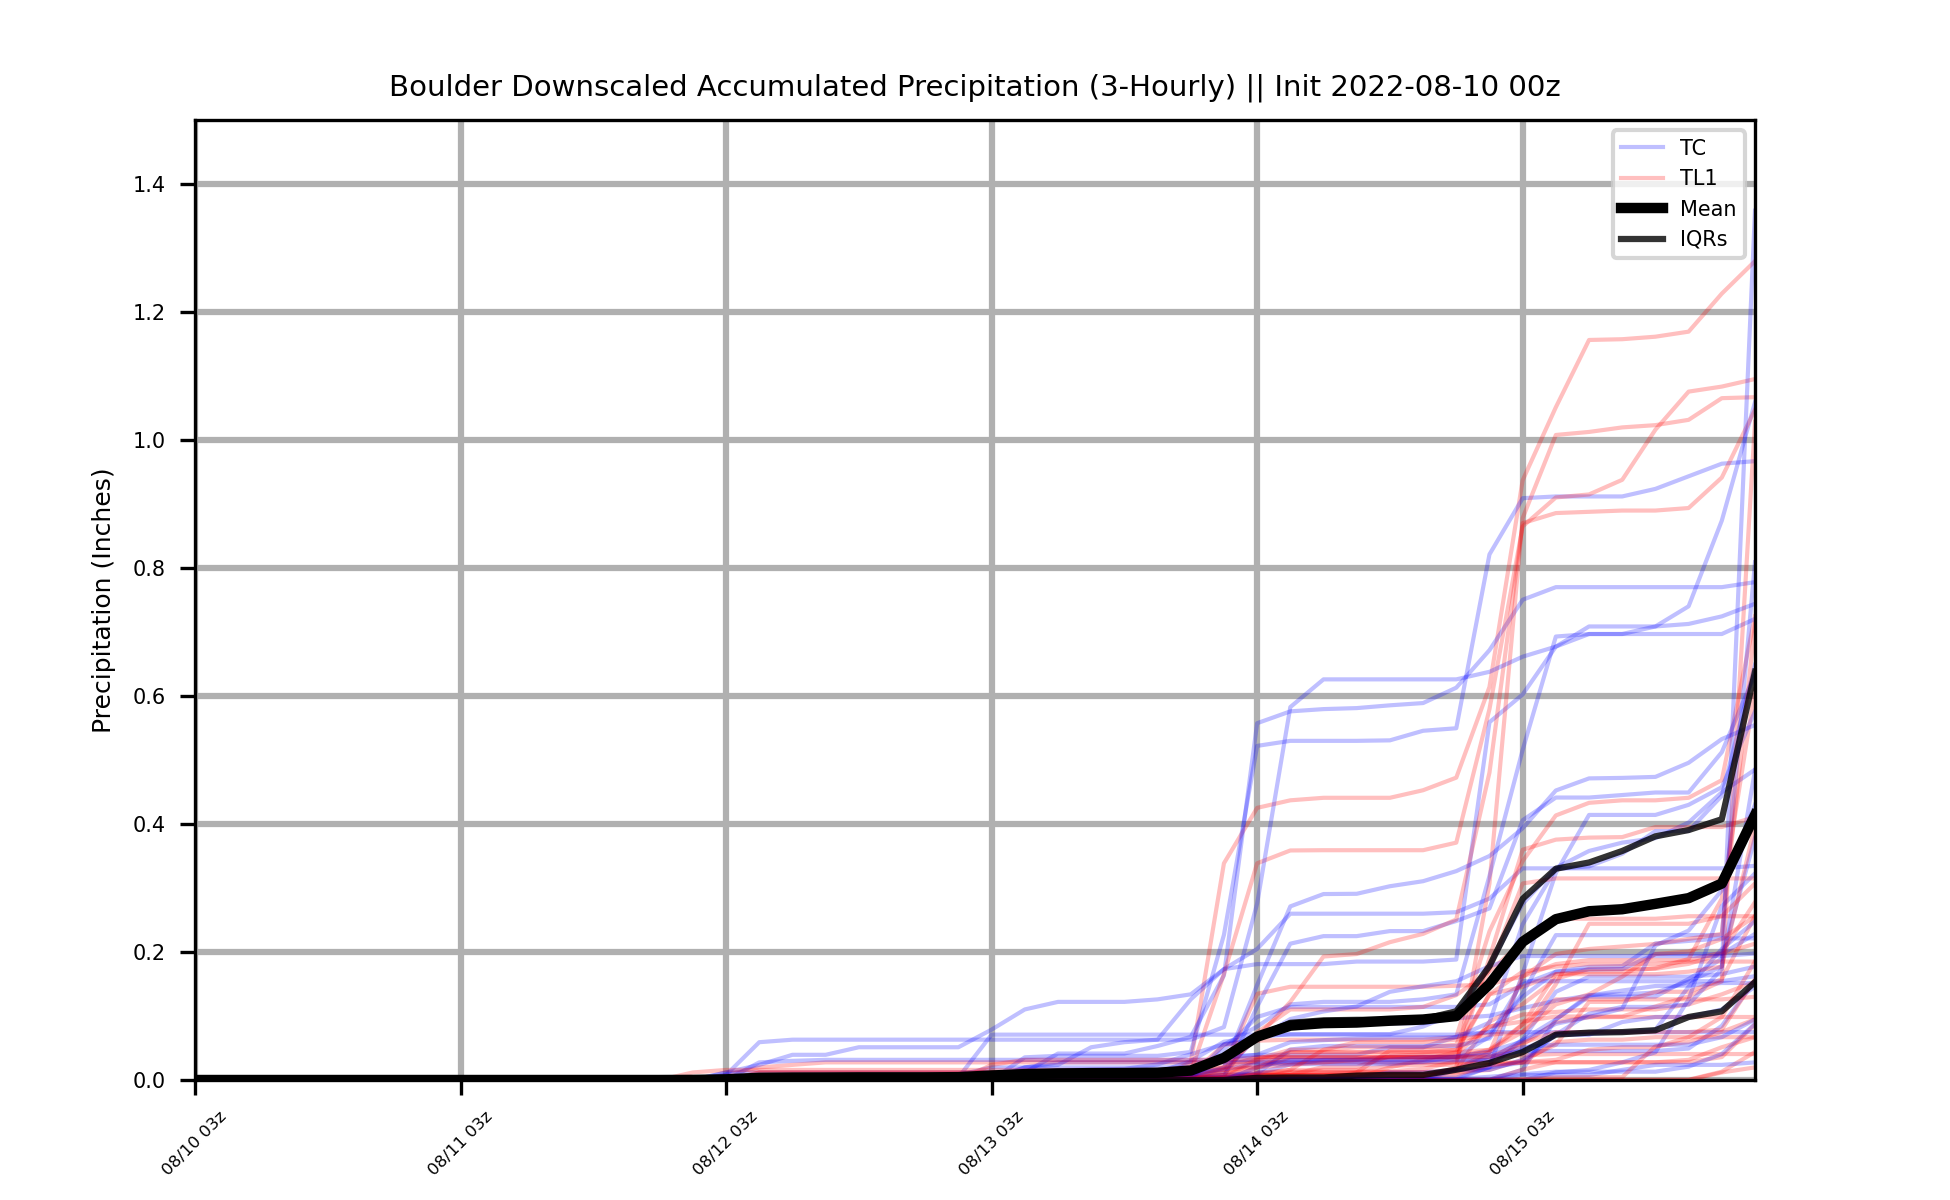 Boulder Downscaled Accumulated Precipitation (3-Hourly) || Init 2022-08-10 00z
TC
TL1
Mean
IQRs
Precipitation (Inches)
1.4
1.2
1.0
0.8
0.6
0.4
0.2
0.0
08/10 03z
08/11 03z
08/12 03z
08/13 03z
08/14 03z
08/15 03z